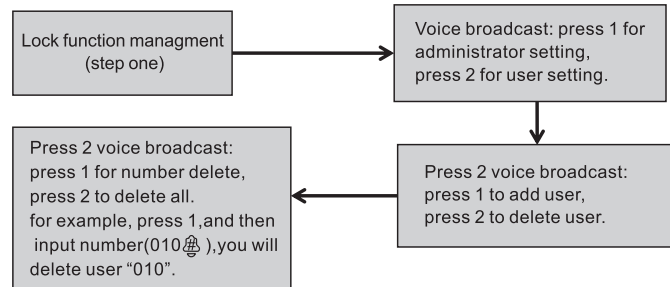 Lock function managment
(step one)
Voice broadcast: press 1 for
administrator setting,
press 2 for user setting.
Press 2 voice broadcast:
press 1 to add user,
press 2 to delete user.
Press 2 voice broadcast:
press 1 for number delete,
press 2 to delete all.
for example, press 1,and then
input number(010# ),you will
delete user “010”.